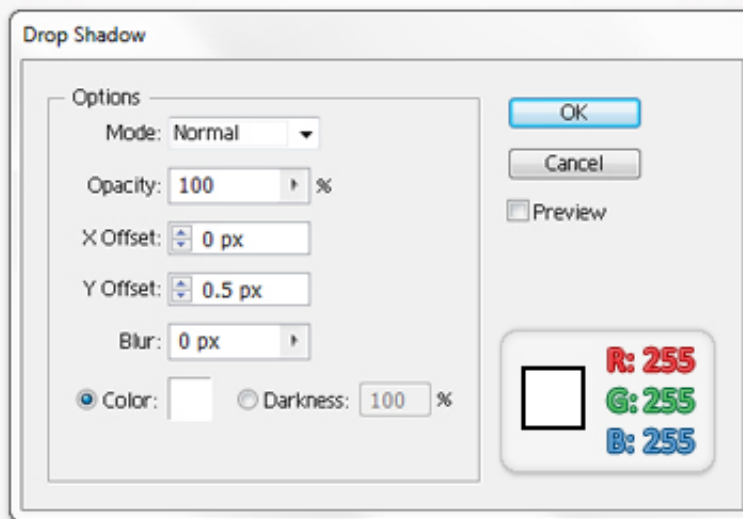 Drop Shadow
Options
Mode: Normal
Opacity: 100 %
X Offset: 0 px
Y Offset: 0.5 px
Blur: 0 px
Color: Darkness: 100 %
OK
Cancel
Preview
R: 255
G: 255
B: 255